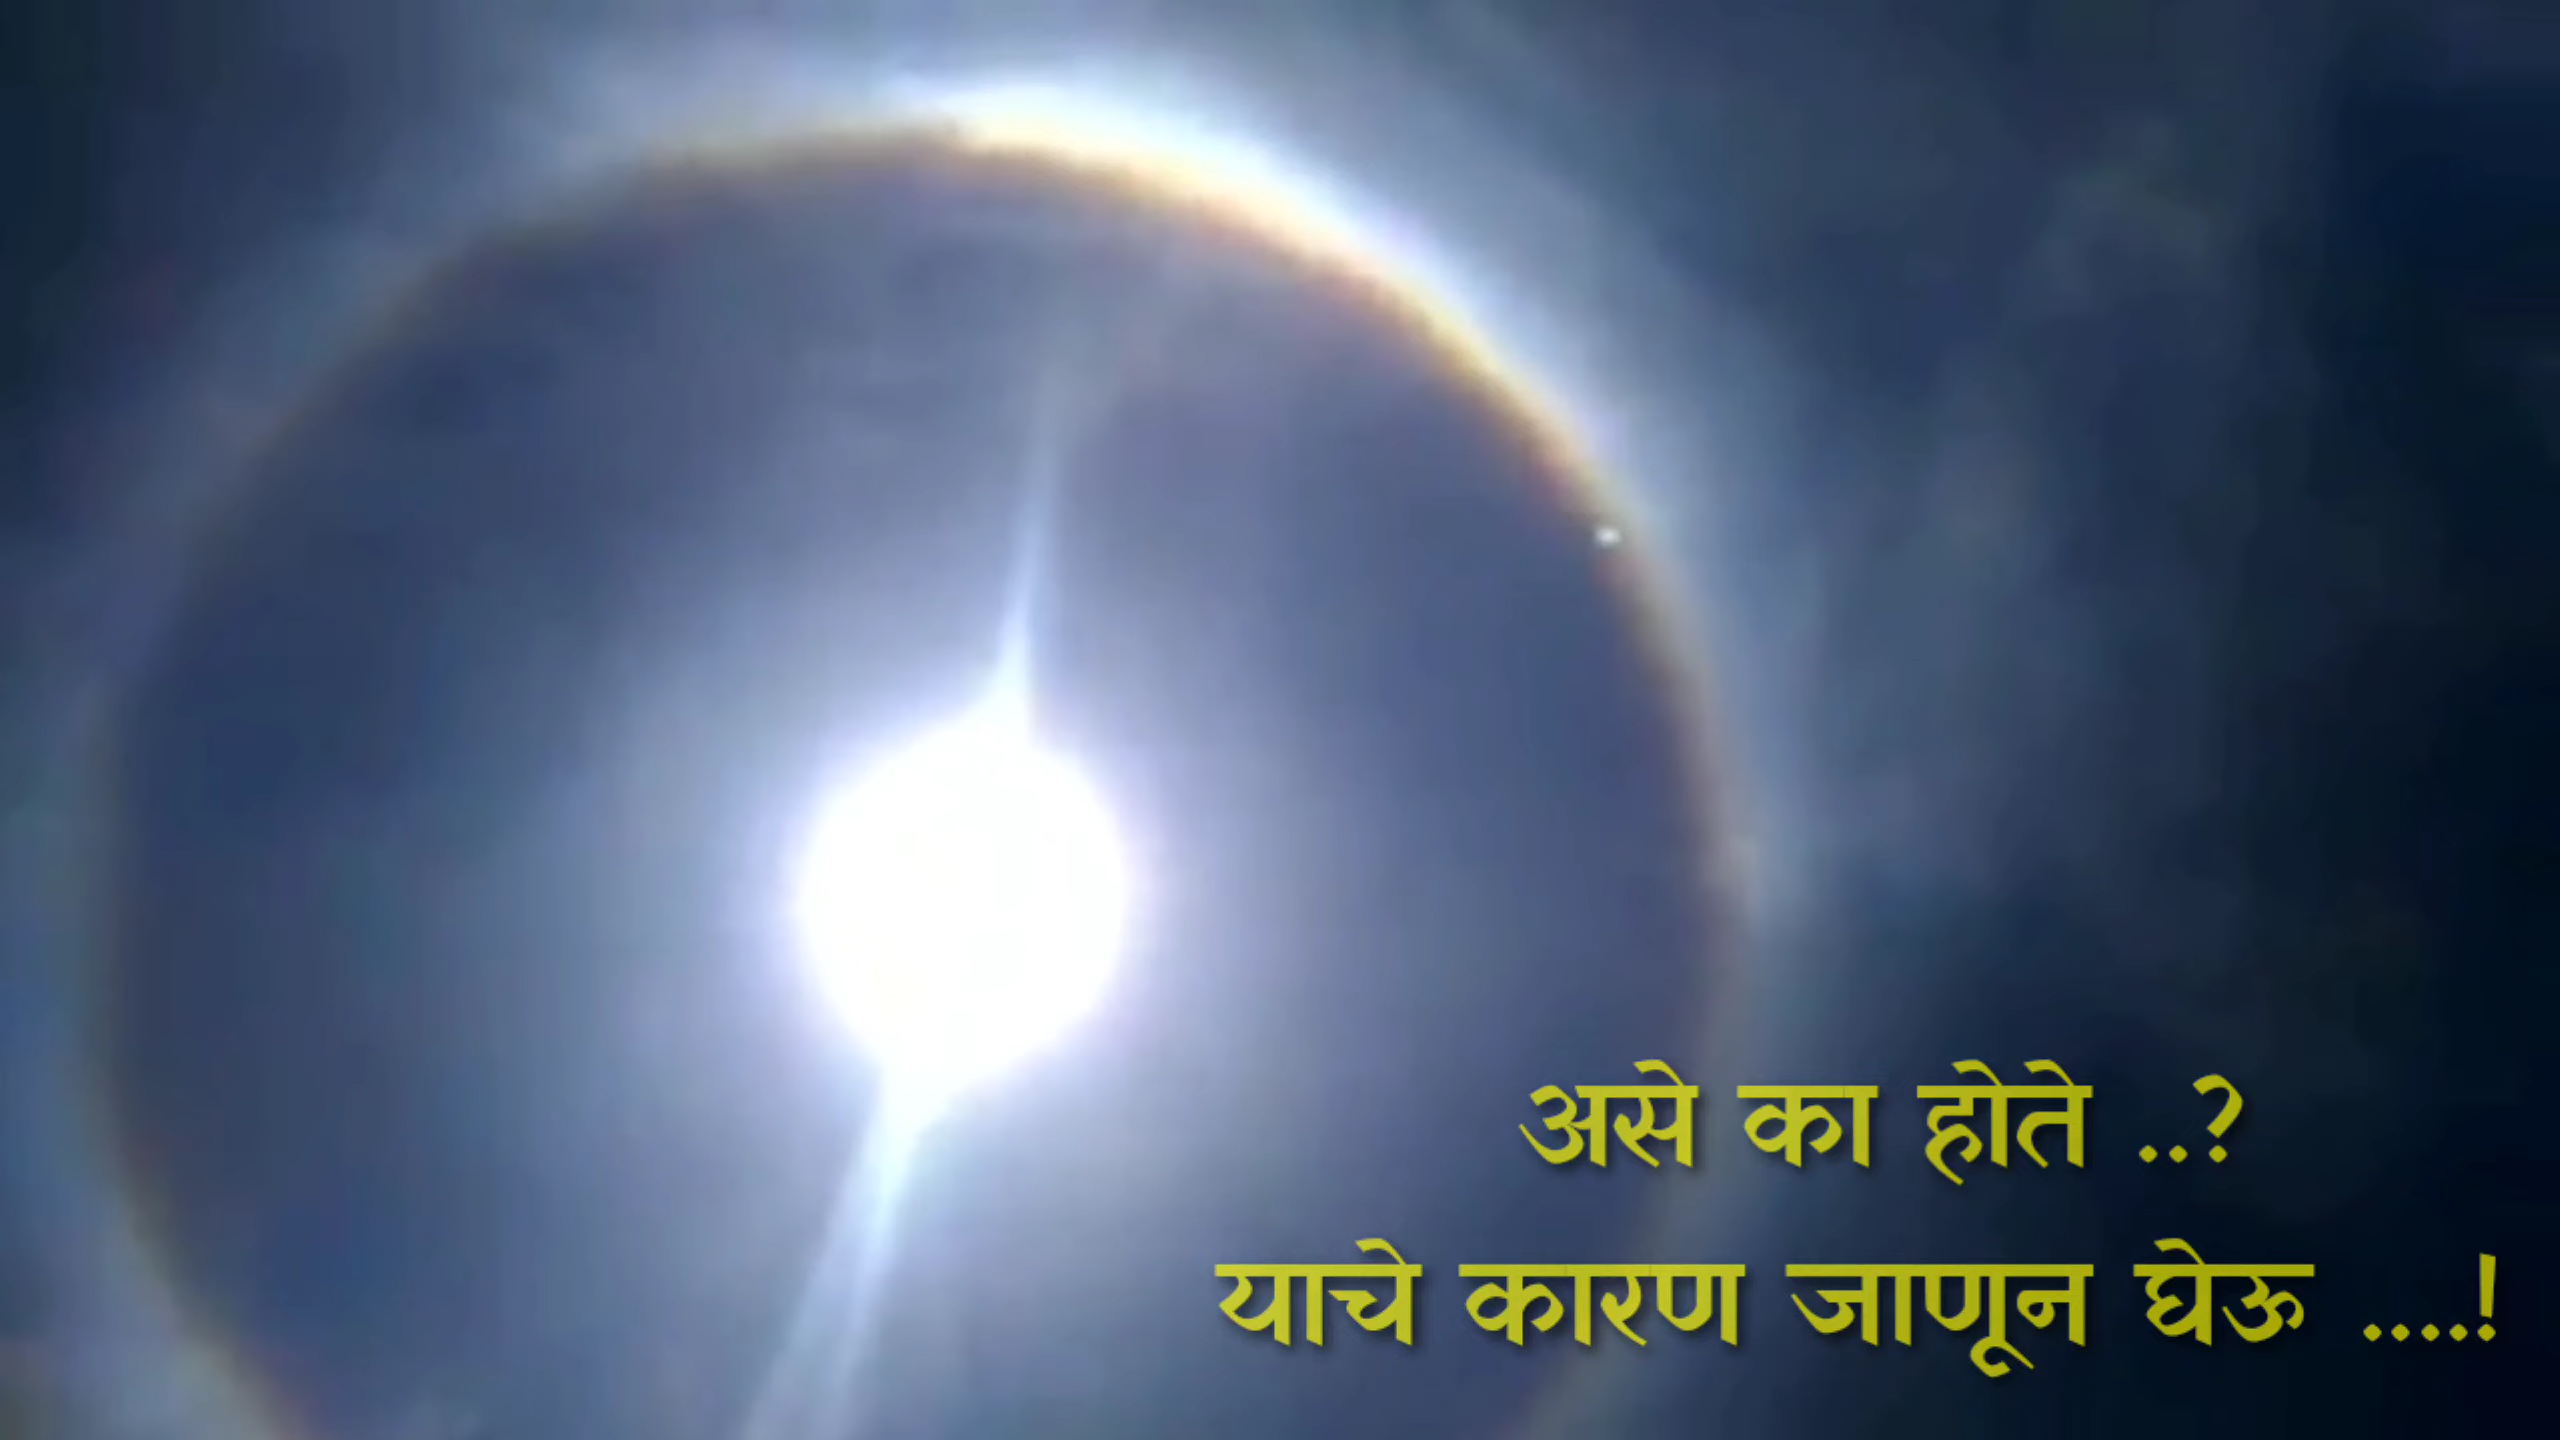 असे का होते ..?
याचे कारण जाणून घेऊ ....!